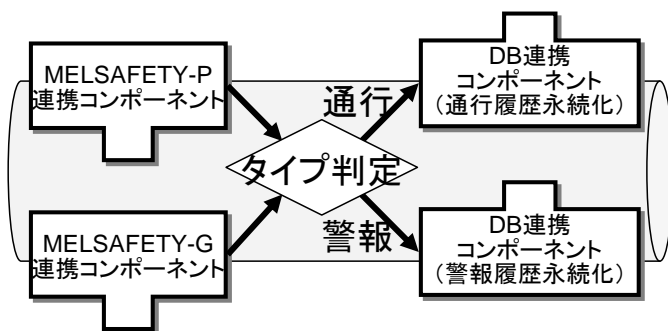 MELSAFETY-P
連携コンポーネント
DB連携
コンポーネント
(通行履歴永続化)
通行
タイプ判定
警報
MELSAFETY-G
連携コンポーネント
DB連携
コンポーネント
(警報履歴永続化)